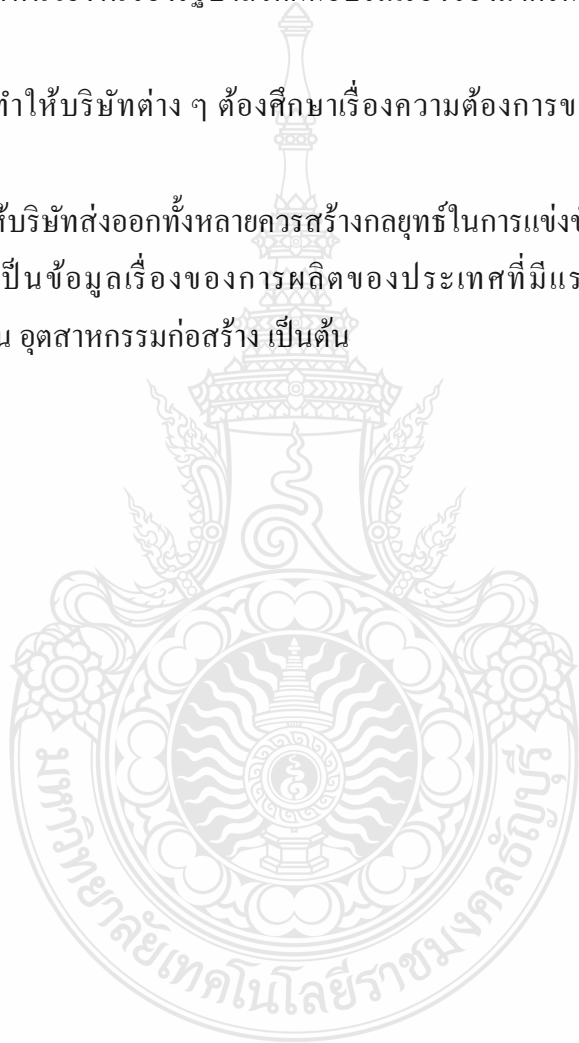 ทำให้บริษัทต่าง ๆ ต้องศึกษาเรื่องความต้องการข
ห้บริษัทส่งออกทั้งหลายควรสร้างกลยุทธ์ในการแข่งขั
เป็นข้อมูลเรื่องของการผลิตของประเทศที่มีแร
น อุตสาหกรรมก่อสร้าง เป็นต้น
มหาวิทยาลัยเทคโนโลยีราชมงคลธัญบุรี